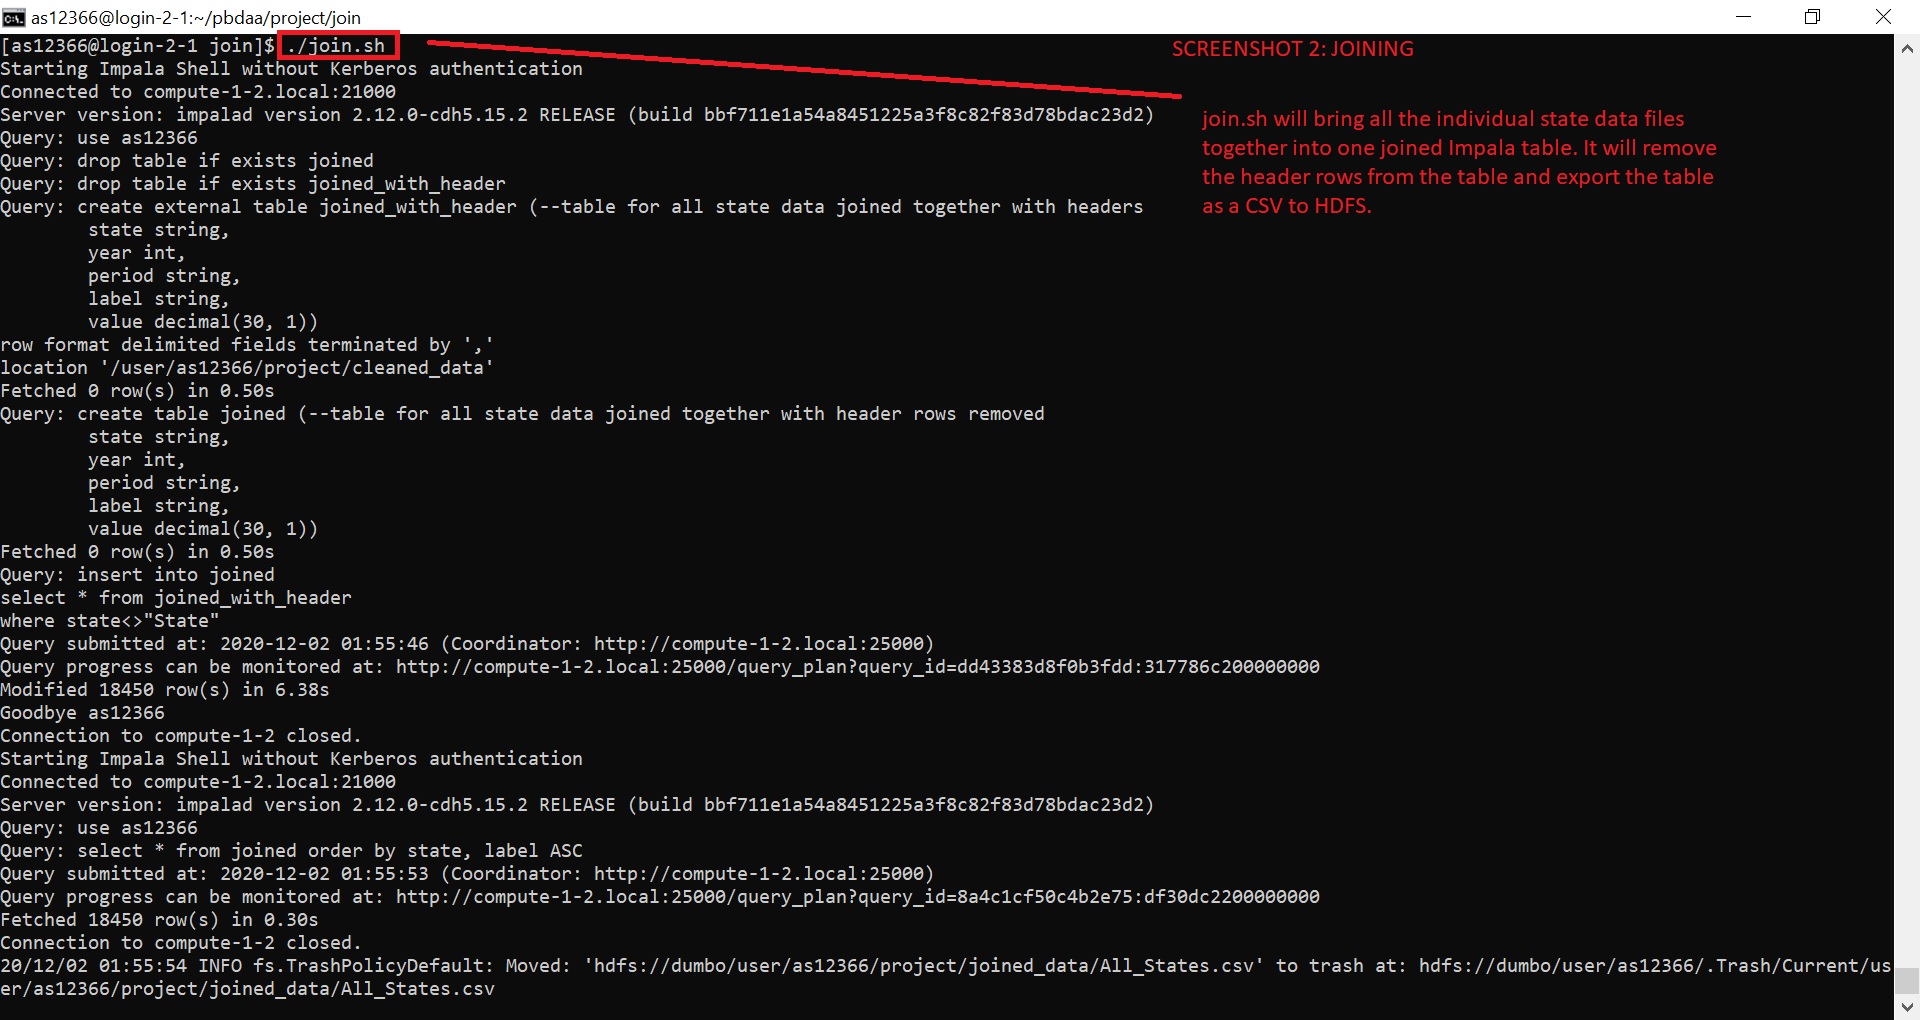 as12366@login-2-1:~/pbdaa/project/join
[as12366@login-2-1 join]$ ./join.sh
SCREENSHOT 2: JOINING
Starting Impala Shell without Kerberos authentication
Connected to compute-1-2.local:21000
Server version: impalad version 2.12.0-cdh5.15.2 RELEASE (build bbf711e1a54a8451225a3f8c82f83d78bdac23d2)
join.sh will bring all the individual state data files
together into one joined Impala table. It will remove
the header rows from the table and export the table
as a CSV to HDFS.
Query: use as12366
Query: drop table if exists joined
Query: drop table if exists joined_with_header
Query: create external table joined_with_header (--table for all state data joined together with headers
state string,
year int,
period string,
label string,
value decimal(30, 1))
row format delimited fields terminated by ','
location '/user/as12366/project/cleaned_data'
Fetched 0 row(s) in 0.50s
Query: create table joined (--table for all state data joined together with header rows removed
state string,
year int,
period string,
label string,
value decimal(30, 1))
Fetched 0 row(s) in 0.50s
Query: insert into joined
select * from joined_with_header
where state<>"State"
Query submitted at: 2020-12-02 01:55:46 (Coordinator: http://compute-1-2.local:25000)
Query progress can be monitored at: http://compute-1-2.local:25000/query_plan?query_id=dd43383d8f0b3fdd:317786c200000000
Modified 18450 row(s) in 6.38s
Goodbye as12366
Connection to compute-1-2 closed.
Starting Impala Shell without Kerberos authentication
Connected to compute-1-2.local:21000
Server version: impalad version 2.12.0-cdh5.15.2 RELEASE (build bbf711e1a54a8451225a3f8c82f83d78bdac23d2)
Query: use as12366
Query: select * from joined order by state, label ASC
Query submitted at: 2020-12-02 01:55:53 (Coordinator: http://compute-1-2.local:25000)
Query progress can be monitored at: http://compute-1-2.local:25000/query_plan?query_id=8a4c1cf50c4b2e75:df30dc2200000000
Fetched 18450 row(s) in 0.30s
Connection to compute-1-2 closed.
20/12/02 01:55:54 INFO fs.TrashPolicyDefault: Moved: 'hdfs://dumbo/user/as12366/project/joined_data/All_States.csv' to trash at: hdfs://dumbo/user/as12366/.Trash/Current/us
er/as12366/project/joined_data/All_States.csv